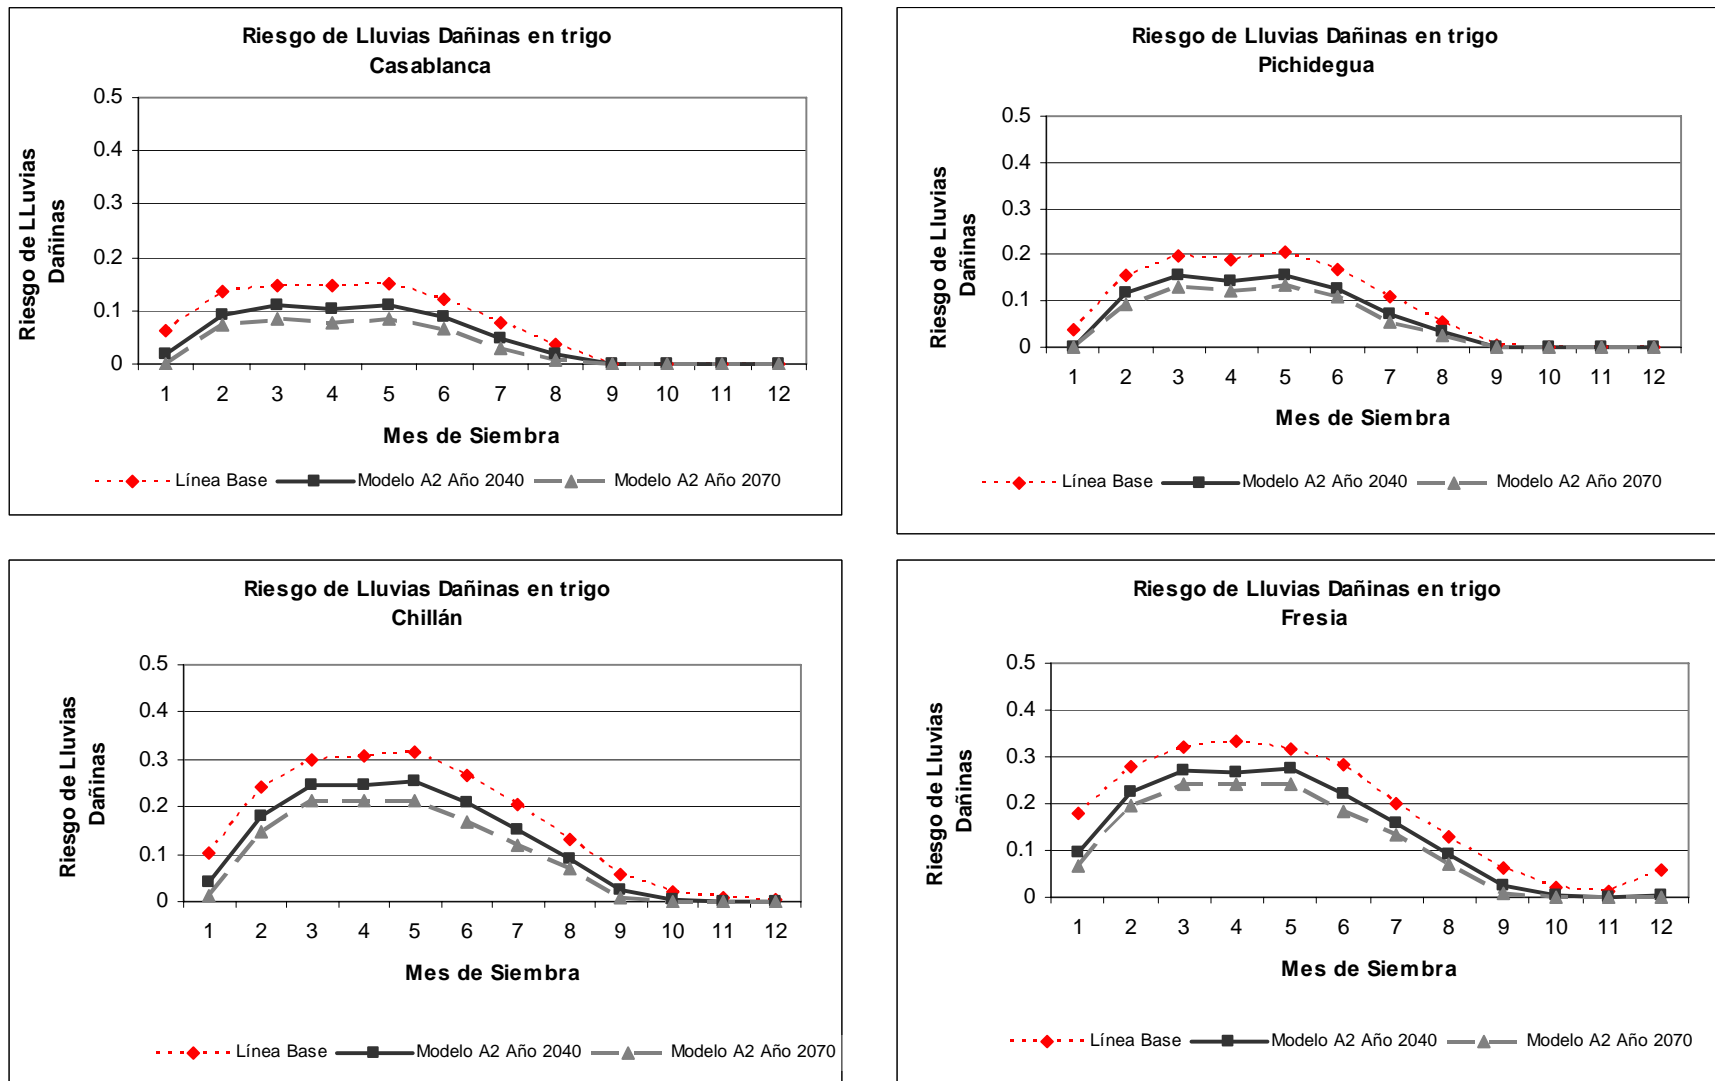 Riesgo de Lluvias Dañinas en trigo
Casablanca
Riesgo de LLuvias
Dañinas
0.5
0.4
0.3
0.2
0.1
0
1 2 3 4 5 6 7 8 9 10 11 12
Mes de Siembra
Línea Base Modelo A2 Año 2040 Modelo A2 Año 2070
Riesgo de Lluvias Dañinas en trigo
Pichidegua
Riesgo de Lluvias
Dañinas
0.5
0.4
0.3
0.2
0.1
0
1 2 3 4 5 6 7 8 9 10 11 12
Mes de Siembra
Línea Base Modelo A2 Año 2040 Modelo A2 Año 2070
Riesgo de Lluvias Dañinas en trigo
Chillán
Riesgo de Lluvias
Dañinas
0.5
0.4
0.3
0.2
0.1
0
1 2 3 4 5 6 7 8 9 10 11 12
Mes de Siembra
Línea Base Modelo A2 Año 2040 Modelo A2 Año 2070
Riesgo de Lluvias Dañinas en trigo
Fresia
Riesgo de Lluvias
Dañinas
0.5
0.4
0.3
0.2
0.1
0
1 2 3 4 5 6 7 8 9 10 11 12
Mes de Siembra
Línea Base Modelo A2 Año 2040 Modelo A2 Año 2070